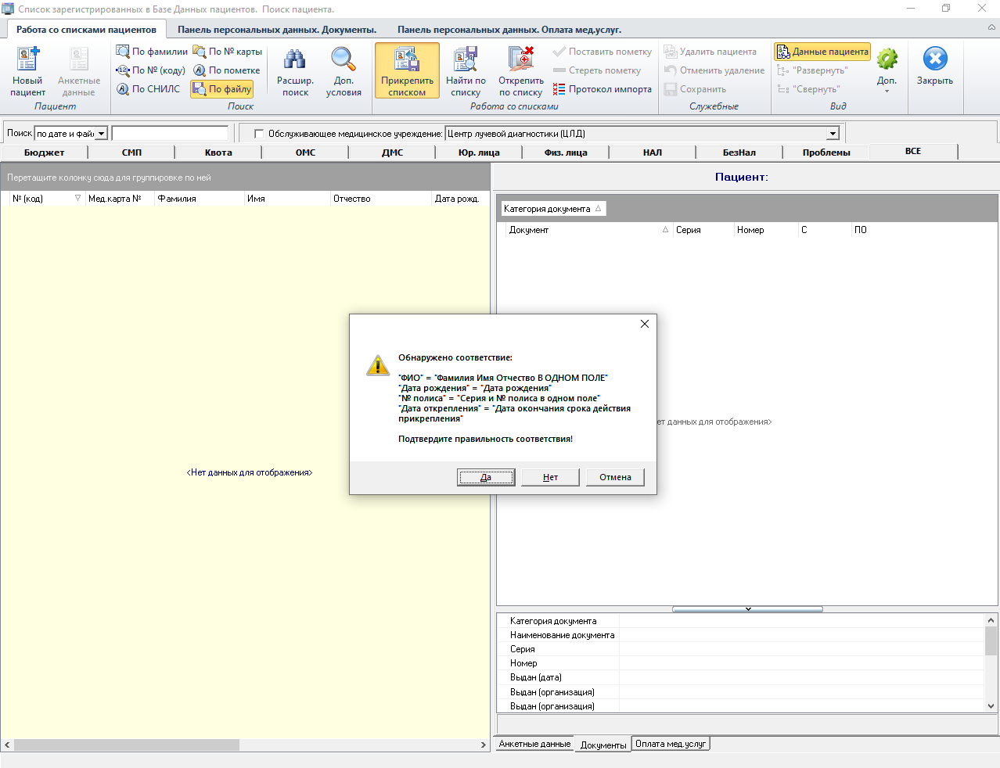 Список зарегистрированных в Базе Данных пациентов.  Поиск пациента.
Работа со списками пациентов
Панель персональных данных. Документы.
Панель персональных данных. Оплата мед.услуг.
Новый пациент
Анкетные данные
Пациент
По фамилии
По № (коду)
По СНИЛС
По № карты
По пометке
По файлу
Расшир. поиск
Доп. условия
Поиск
Прикрепить списком
Найти по списку
Открепить по списку
Поставить пометку
Стереть пометку
Протокол импорта
Работа со списками
Удалить пациента
Отменить удаление
Сохранить
Служебные
Данные пациента
"Развернуть"
"Свернуть"
Доп.
Вид
Закрыть
Поиск
по дате и фай
Обслуживающее медицинское учреждение:
Центр лучевой диагностики (ЦЛД)
Бюджет
СМП
Квота
ОМС
ДМС
Юр. лица
Физ. лица
НАЛ
БезНал
Проблемы
ВСЕ
Перетащите колонку сюда для группировке по ней
№ (код)
Мед.карта №
Фамилия
Имя
Отчество
Дата рожд.
<Нет данных для отображения>
Пациент:
Категория документа
Документ
Серия
Номер
С
ПО
ет данных для отображения>
Обнаружено соответствие:
"ФИО" = "Фамилия Имя Отчество В ОДНОМ ПОЛЕ"
"Дата рождения" = "Дата рождения"
"№ полиса" = "Серия и № полиса в одном поле"
"Дата открепления" = "Дата окончания срока действия
прикрепления"
Подтвердите правильность соответствия!
Да
Нет
Отмена
Категория документа
Наименование документа
Серия
Номер
Выдан (дата)
Выдан (организация)
Выдан (организация)
Анкетные данные
Документы
Оплата мед.услуг